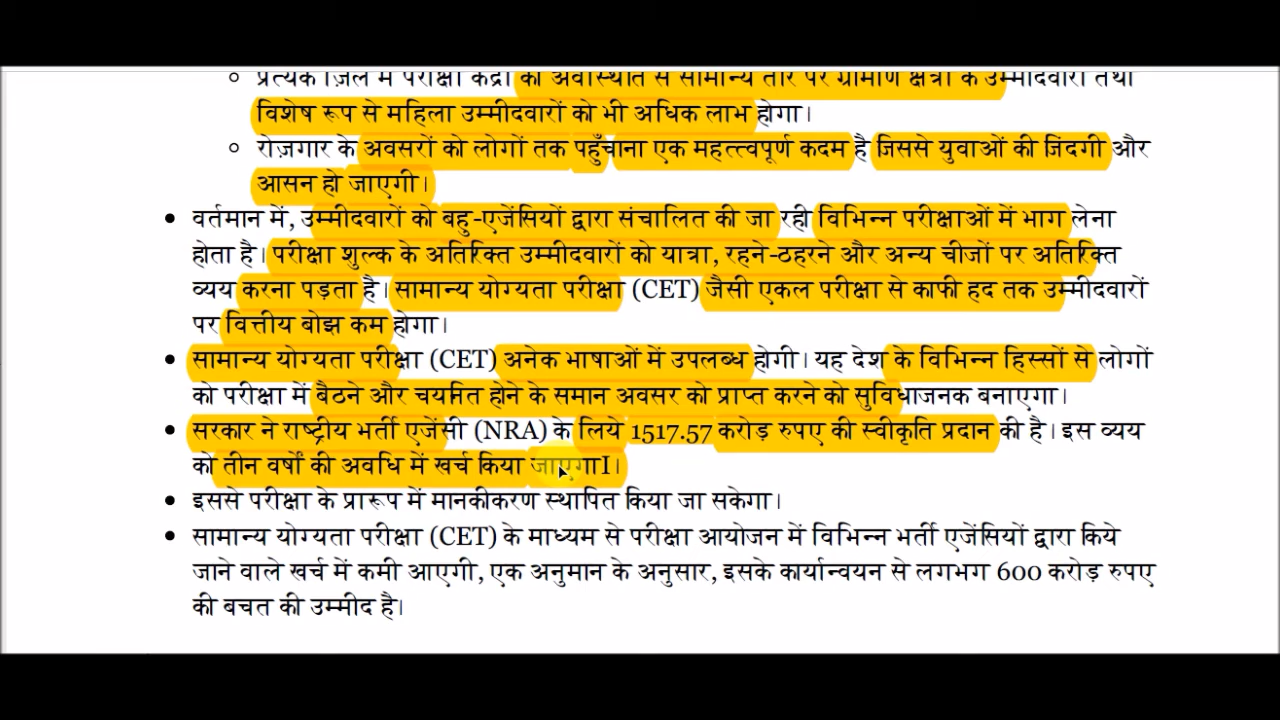 प्रत्येक ज़िले में परीक्षा केंद्रों की अवस्थिति से सामान्य तौर पर ग्रामीण क्षेत्रों के उम्मीदवारों तथा
विशेष रूप से महिला उम्मीदवारों को भी अधिक लाभ होगा।
रोज़गार के अवसरों को लोगों तक पहुँचाना एक महत्त्वपूर्ण कदम है जिससे युवाओं की जिंदगी और
आसन हो जाएगी।
वर्तमान में, उम्मीदवारों को बहु-एजेंसियों द्वारा संचालित की जा रही विभिन्न परीक्षाओं में भाग लेना
होता है। परीक्षा शुल्क के अतिरिक्त उम्मीदवारों को यात्रा, रहने-ठहरने और अन्य चीजों पर अतिरिक्त
व्यय करना पड़ता है। सामान्य योग्यता परीक्षा (CET) जैसी एकल परीक्षा से काफी हद तक उम्मीदवारों
पर वित्तीय बोझ कम होगा।
सामान्य योग्यता परीक्षा (CET) अनेक भाषाओं में उपलब्ध होगी। यह देश के विभिन्न हिस्सों से लोगों
को परीक्षा में बैठने और चयनित होने के समान अवसर को प्राप्त करने को सुविधाजनक बनाएगा।
सरकार ने राष्ट्रीय भर्ती एजेंसी (NRA) के लिये 1517.57 करोड़ रुपए की स्वीकृति प्रदान की है। इस व्यय
को तीन वर्षों की अवधि में खर्च किया जाएगाI।
इससे परीक्षा के प्रारूप में मानकीकरण स्थापित किया जा सकेगा।
सामान्य योग्यता परीक्षा (CET) के माध्यम से परीक्षा आयोजन में विभिन्न भर्ती एजेंसियों द्वारा किये
जाने वाले खर्च में कमी आएगी, एक अनुमान के अनुसार, इसके कार्यान्वयन से लगभग 600 करोड़ रुपए
की बचत की उम्मीद है।